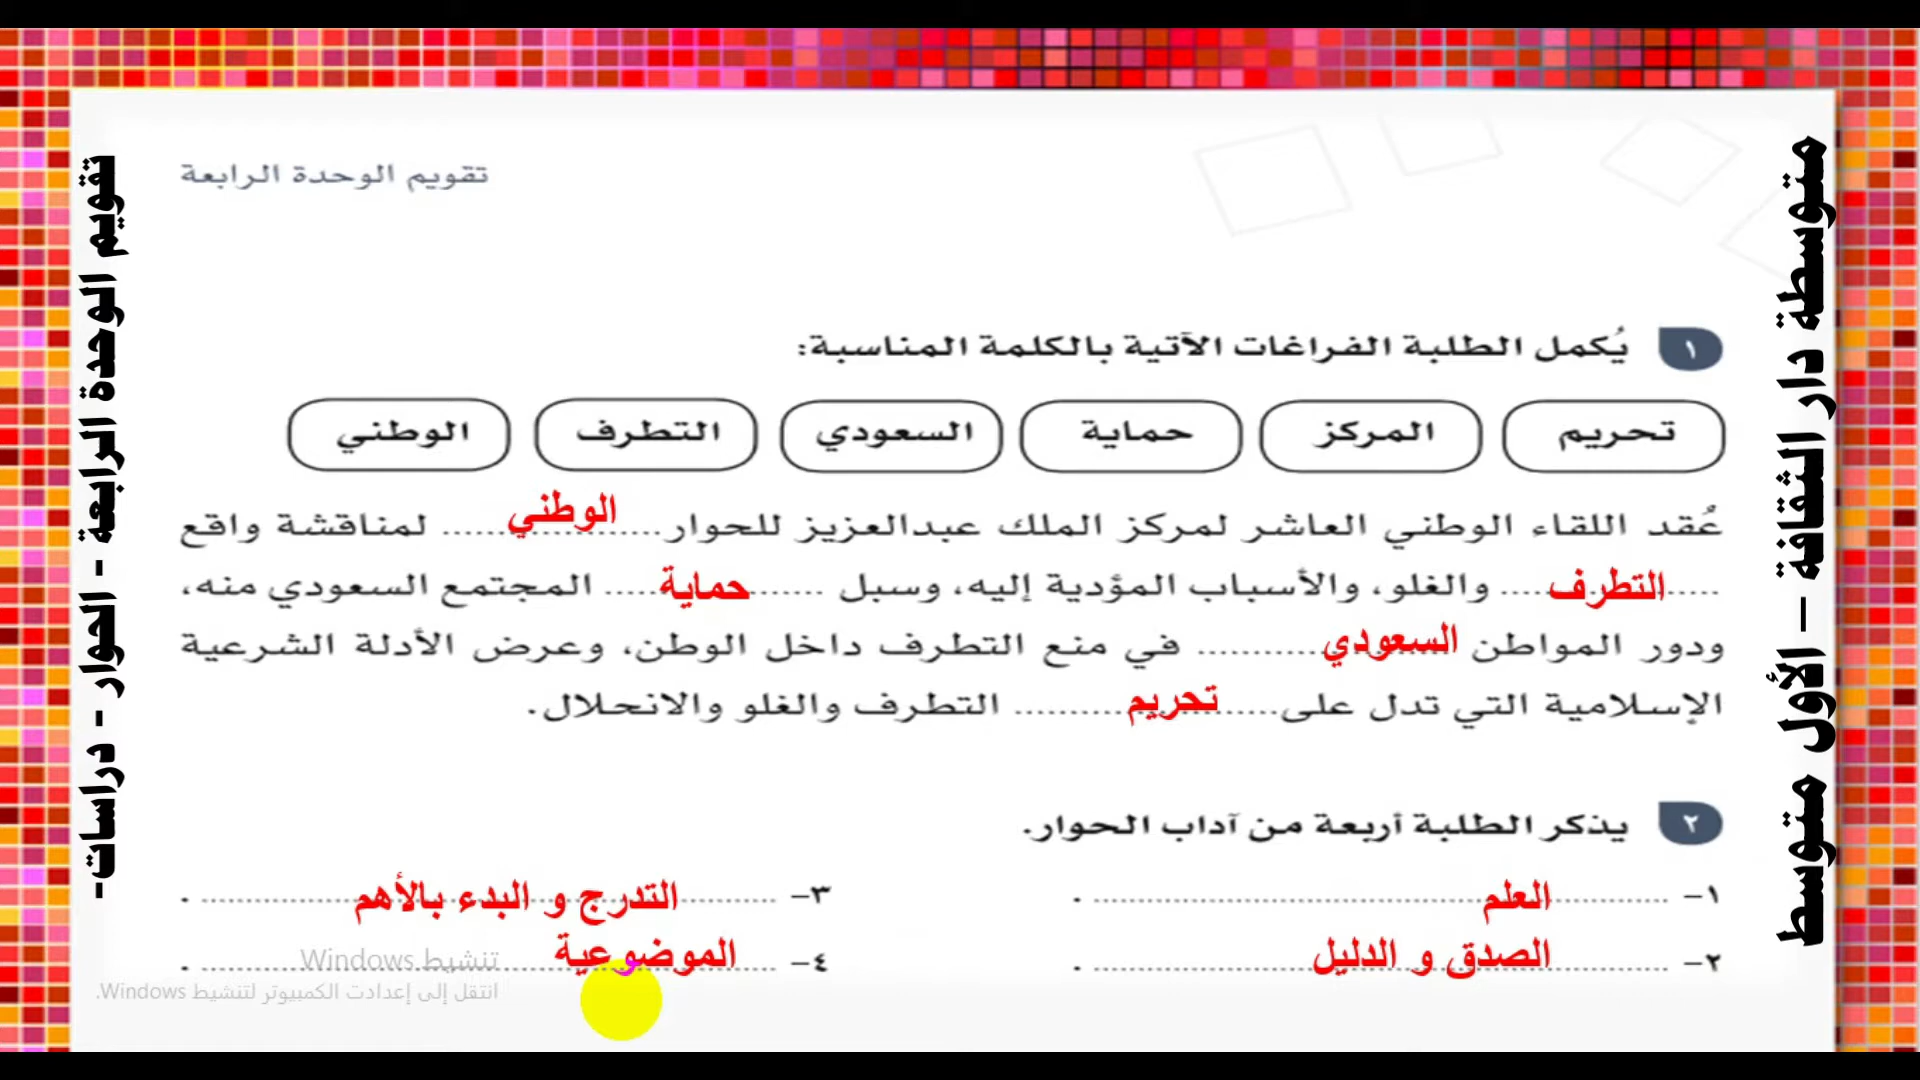 تقويم الوحدة الرابعة
متوسطة دار الثقافة – الأول متوسط
تقويم الوحدة الرابعة - الحوار - دراسات-
١ يُكمل الطلبة الفراغات الآتية بالكلمة المناسبة:
تحريم المركز حماية السعودي التطرف الوطني
عُقد اللقاء الوطني العاشر لمركز الملك عبدالعزيز للحوار ...... الوطني ...... لمناقشة واقع
...... التطرف ...... والغلو، والأسباب المؤدية إليه، وسبل ...... حماية ...... المجتمع السعودي منه،
ودور المواطن السعودي ...... في منع التطرف داخل الوطن، وعرض الأدلة الشرعية
الإسلامية التي تدل على ...... تحريم ...... التطرف والغلو والانحلال.
٢ يذكر الطلبة أربعة من آداب الحوار.
١- العلم ...... .
٢- الصدق و الدليل ...... .
٣- التدرج و البدء بالأهم ...... .
٤- الموضوعية ...... .
تنشيط Windows
انتقل إلى إعدادت الكمبيوتر لتنشيط Windows.